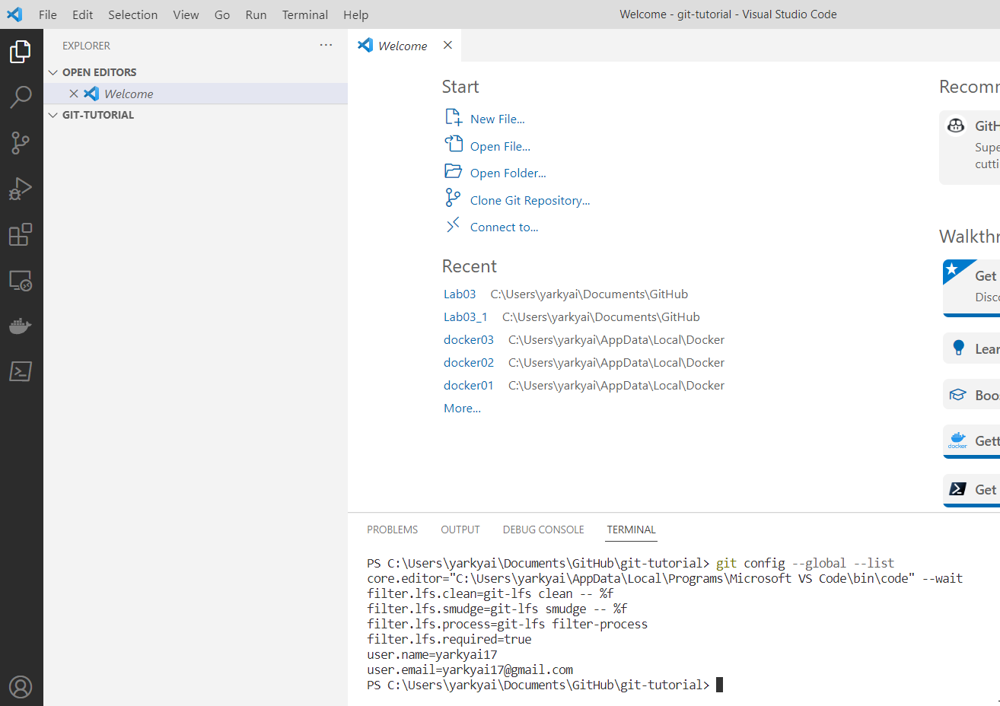 File Edit Selection View Go Run Terminal Help
Welcome - git-tutorial - Visual Studio Code
EXPLORER
OPEN EDITORS
Welcome
GIT-TUTORIAL
Welcome
Start
New File...
Open File...
Open Folder...
Clone Git Repository...
Connect to...
Recent
Lab03 C:\Users\yarkyai\Documents\GitHub
Lab03_1 C:\Users\yarkyai\Documents\GitHub
docker03 C:\Users\yarkyai\AppData\Local\Docker
docker02 C:\Users\yarkyai\AppData\Local\Docker
docker01 C:\Users\yarkyai\AppData\Local\Docker
More...
Recomm
GitH
Supe
cutti
Walkthr
Get
Disco
Lear
Boo
docker
Gett
Get
PROBLEMS OUTPUT DEBUG CONSOLE TERMINAL
PS C:\Users\yarkyai\Documents\GitHub\git-tutorial> git config --global --list
core.editor="C:\Users\yarkyai\AppData\Local\Programs\Microsoft VS Code\bin\code" --wait
filter.lfs.clean=git-lfs clean -- %f
filter.lfs.smudge=git-lfs smudge -- %f
filter.lfs.process=git-lfs filter-process
filter.lfs.required=true
user.name=yarkyai17
user.email=yarkyai17@gmail.com
PS C:\Users\yarkyai\Documents\GitHub\git-tutorial>